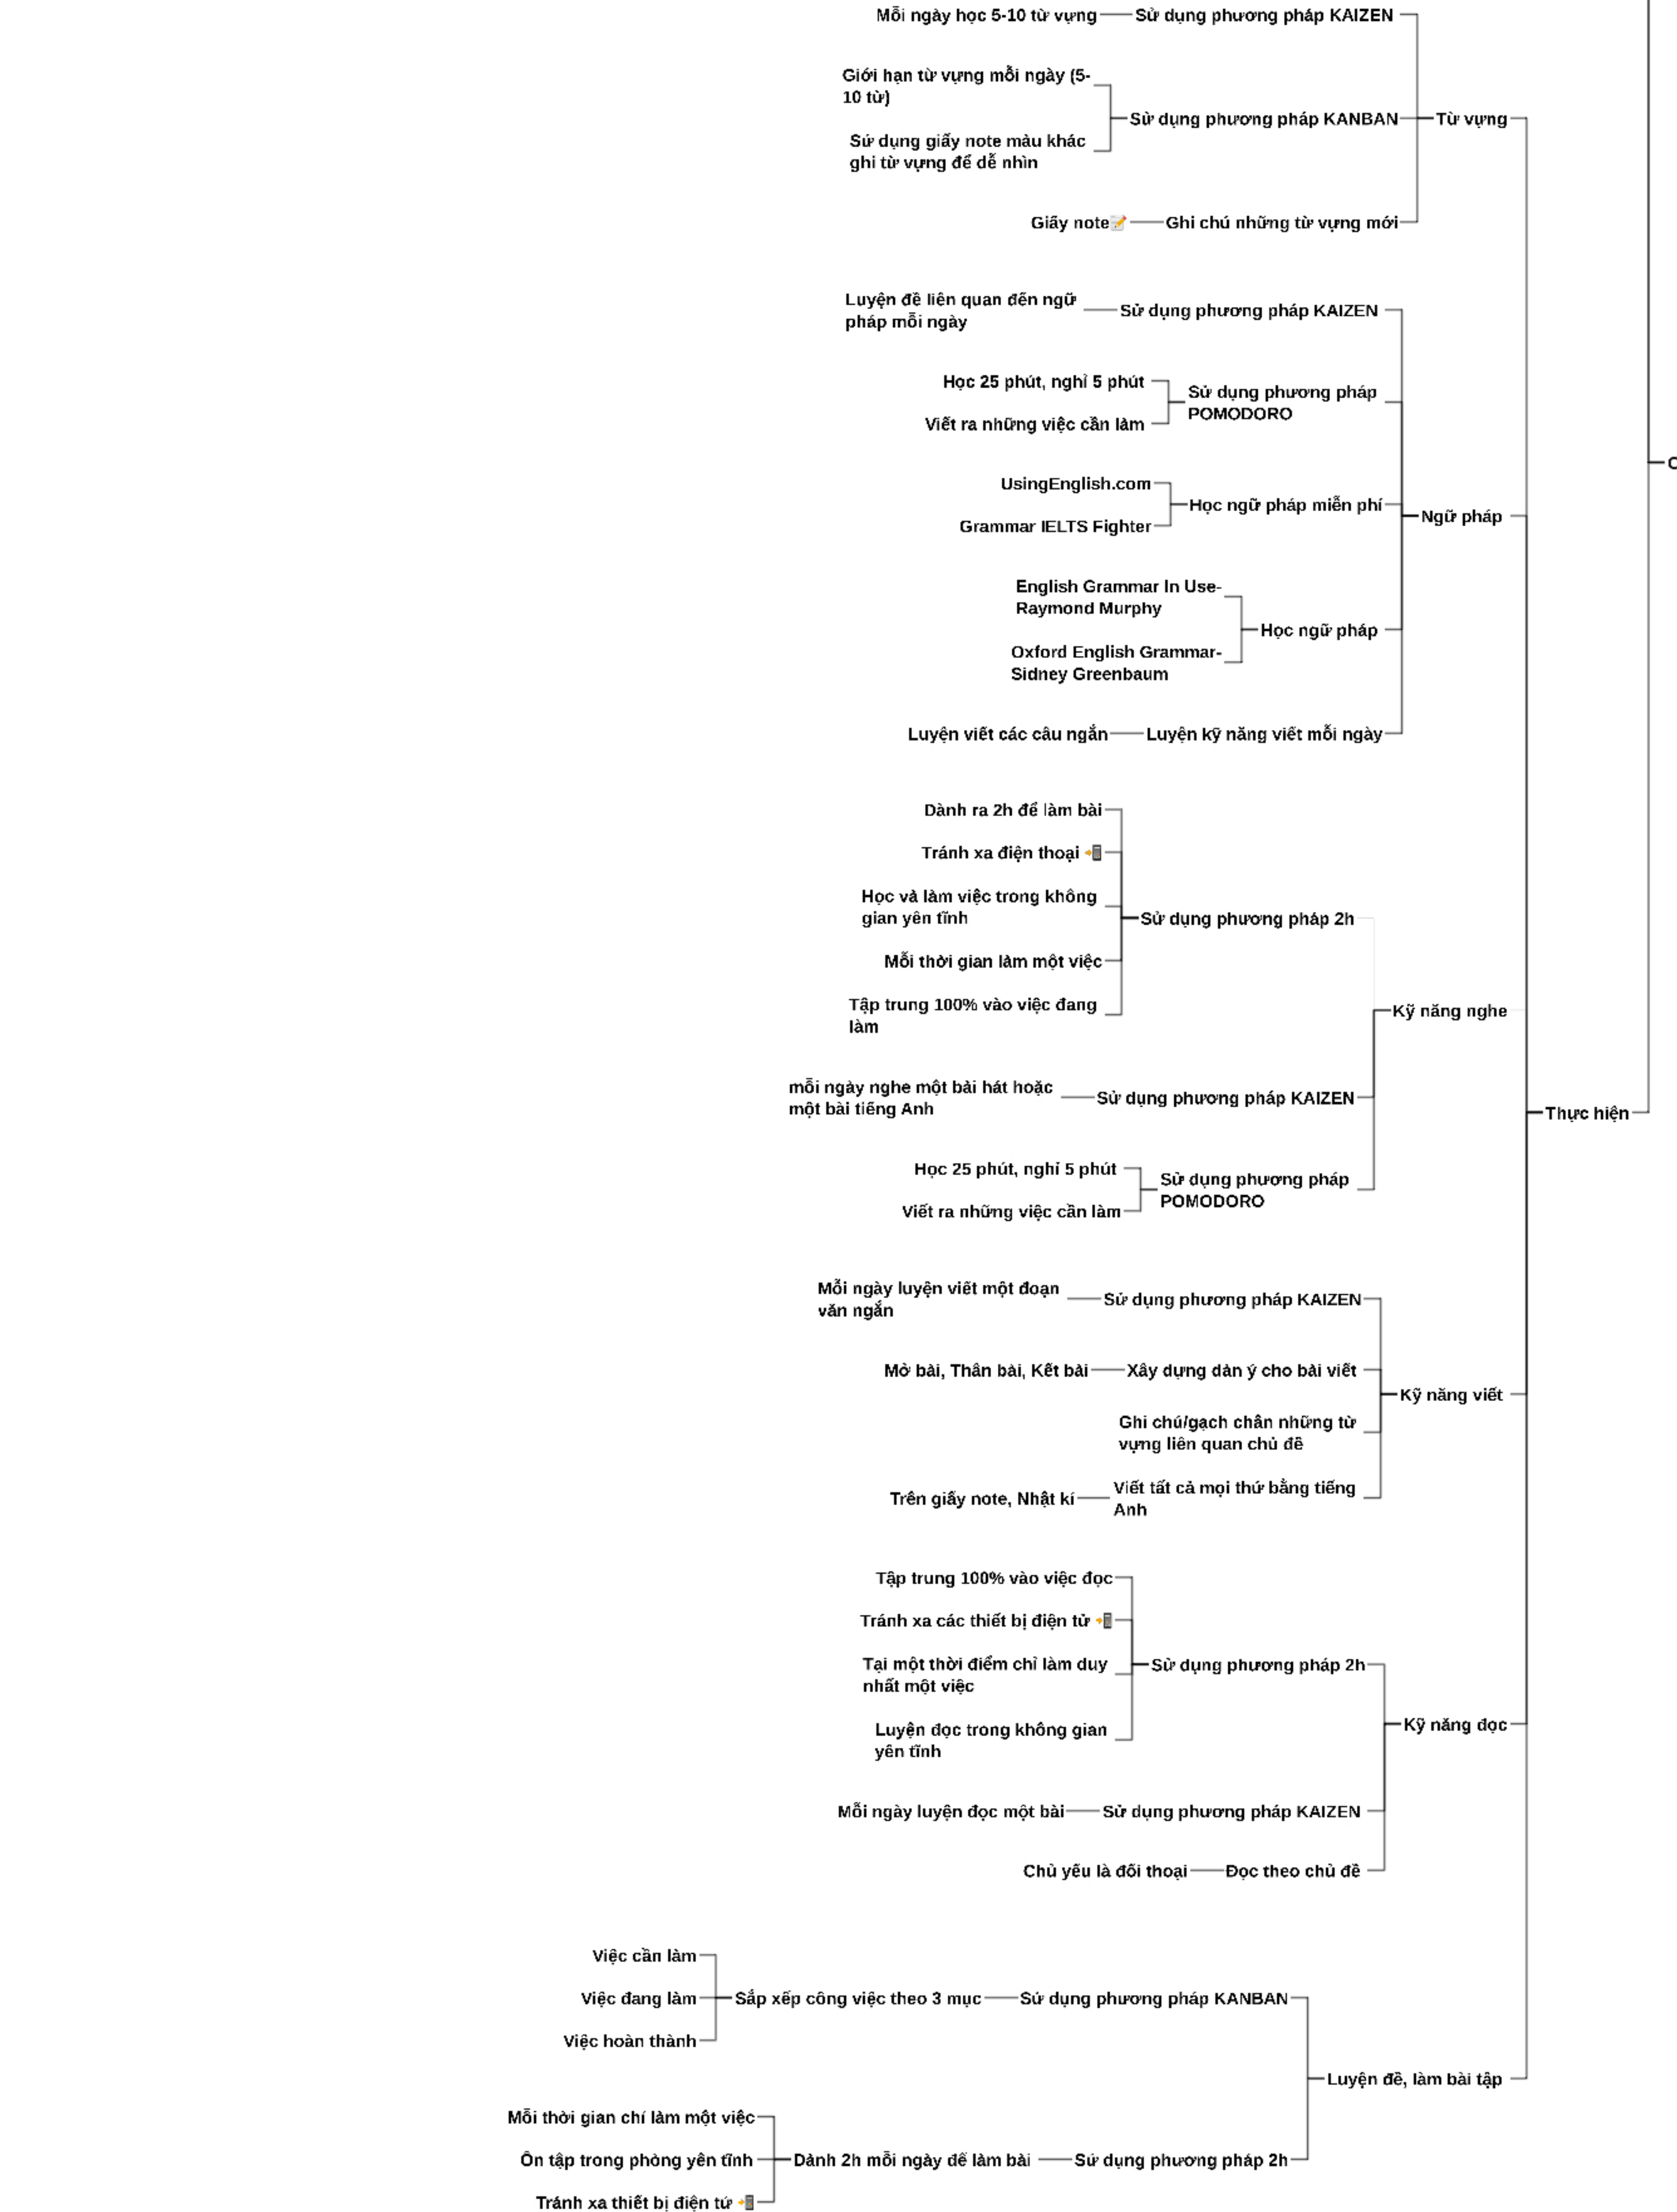 Mỗi ngày học 5-10 từ vựng
Sử dụng phương pháp KAIZEN
Giới hạn từ vựng mỗi ngày (5-
10 từ)
Sử dụng phương pháp KANBAN
Từ vựng
Sử dụng giấy note màu khác
ghi từ vựng để dễ nhìn
Giấy note📝
Ghi chú những từ vựng mới
Luyện đề liên quan đến ngữ
pháp mỗi ngày
Sử dụng phương pháp KAIZEN
Học 25 phút, nghỉ 5 phút
Viết ra những việc cần làm
Sử dụng phương pháp
POMODORO
UsingEnglish.com
Grammar IELTS Fighter
Học ngữ pháp miễn phí
Ngữ pháp
English Grammar In Use-
Raymond Murphy
Oxford English Grammar-
Sidney Greenbaum
Học ngữ pháp
Luyện viết các câu ngắn
Luyện kỹ năng viết mỗi ngày
Dành ra 2h để làm bài
Tránh xa điện thoại 📲
Học và làm việc trong không
gian yên tĩnh
Mỗi thời gian làm một việc
Tập trung 100% vào việc đang
làm
Sử dụng phương pháp 2h
Kỹ năng nghe
mỗi ngày nghe một bài hát hoặc
một bài tiếng Anh
Sử dụng phương pháp KAIZEN
Thực hiện
Học 25 phút, nghỉ 5 phút
Viết ra những việc cần làm
Sử dụng phương pháp
POMODORO
Mỗi ngày luyện viết một đoạn
văn ngắn
Sử dụng phương pháp KAIZEN
Mở bài, Thân bài, Kết bài
Xây dựng dàn ý cho bài viết
Kỹ năng viết
Ghi chú/gạch chân những từ
vựng liên quan chủ đề
Trên giấy note, Nhật kí
Viết tất cả mọi thứ bằng tiếng
Anh
Tập trung 100% vào việc đọc
Tránh xa các thiết bị điện tử 📲
Tại một thời điểm chỉ làm duy
nhất một việc
Luyện đọc trong không gian
yên tĩnh
Sử dụng phương pháp 2h
Kỹ năng đọc
Mỗi ngày luyện đọc một bài
Sử dụng phương pháp KAIZEN
Chủ yếu là đối thoại
Đọc theo chủ đề
Việc cần làm
Việc đang làm
Việc hoàn thành
Sắp xếp công việc theo 3 mục
Sử dụng phương pháp KANBAN
Luyện đề, làm bài tập
Mỗi thời gian chỉ làm một việc
Ôn tập trong phòng yên tĩnh
Tránh xa thiết bị điện tử 📲
Dành 2h mỗi ngày để làm bài
Sử dụng phương pháp 2h